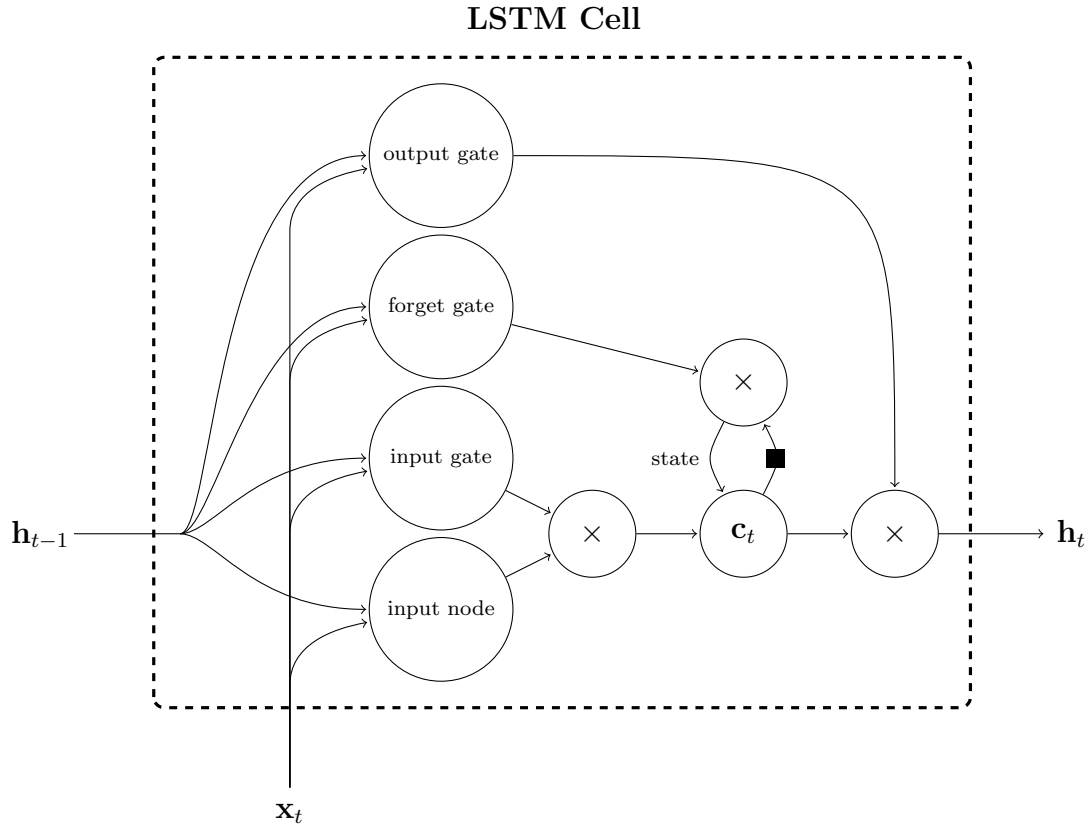 LSTM Cell
output gate
forget gate
×
input gate
state
h_{t−1}
×
c_t
×
h_t
input node
x_t